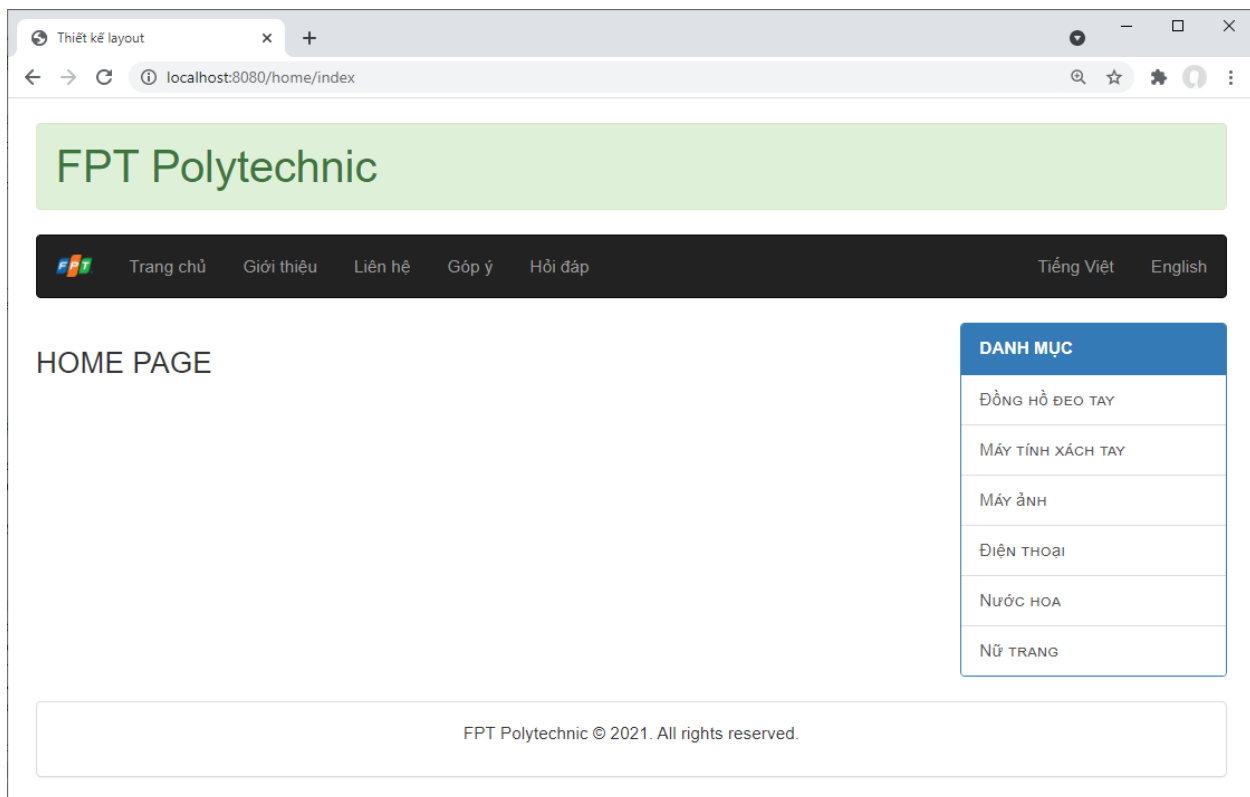 Thiết kế layout
localhost:8080/home/index
FPT Polytechnic
FPT Trang chủ Giới thiệu Liên hệ Góp ý Hỏi đáp Tiếng Việt English
HOME PAGE
DANH MỤC
Đồng hồ đeo tay
Máy tính xách tay
Máy ảnh
Điện thoại
Nước hoa
Nữ trang
FPT Polytechnic © 2021. All rights reserved.